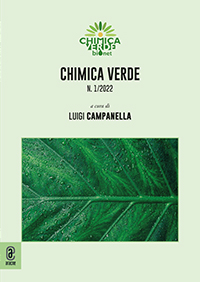 CHIMICA
VERDE
bionet
CHIMICA VERDE
N. 1/2022
a cura di
LUIGI CAMPANELLA